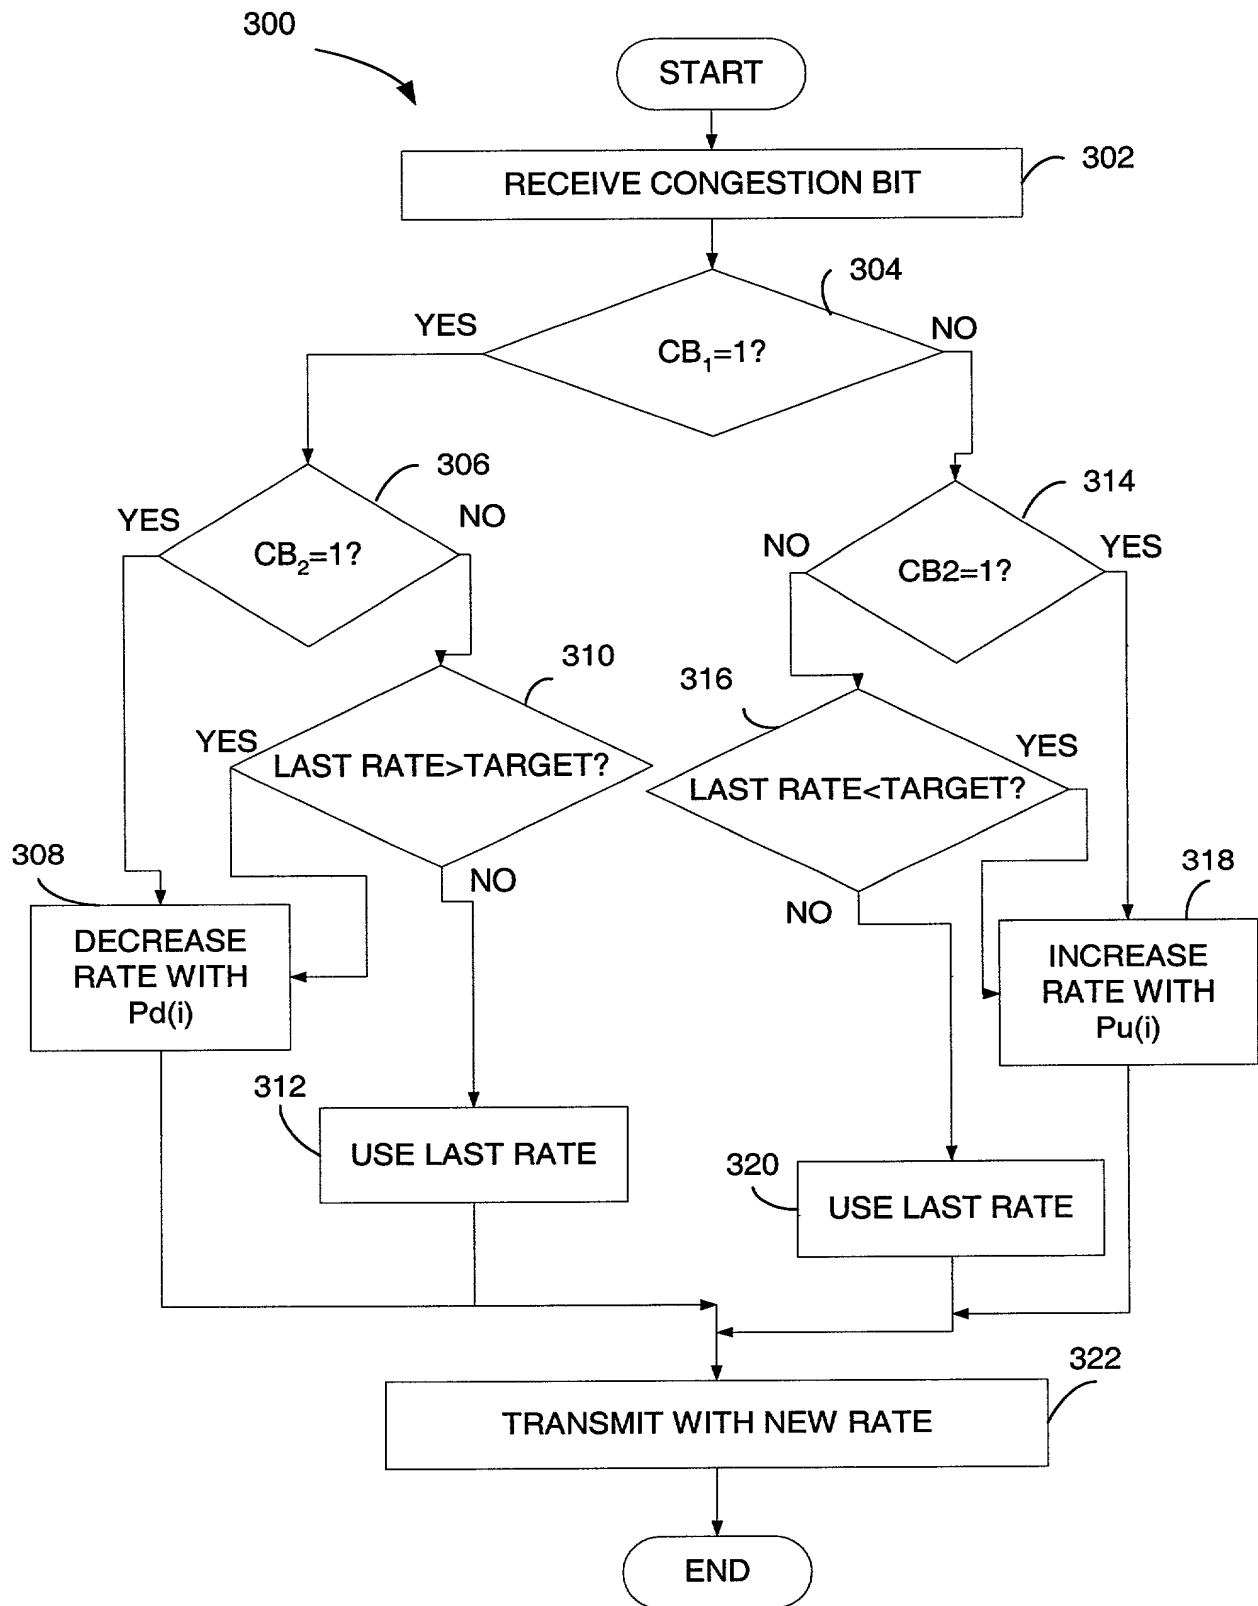 300
START
302
RECEIVE CONGESTION BIT
304
YES
NO
CB₁=1?
306
314
YES
NO
NO
YES
CB₂=1?
CB2=1?
310
316
YES
YES
LAST RATE>TARGET?
LAST RATE<TARGET?
308
NO
318
NO
DECREASE
RATE WITH
Pd(i)
INCREASE
RATE WITH
Pu(i)
312
USE LAST RATE
320
USE LAST RATE
322
TRANSMIT WITH NEW RATE
END